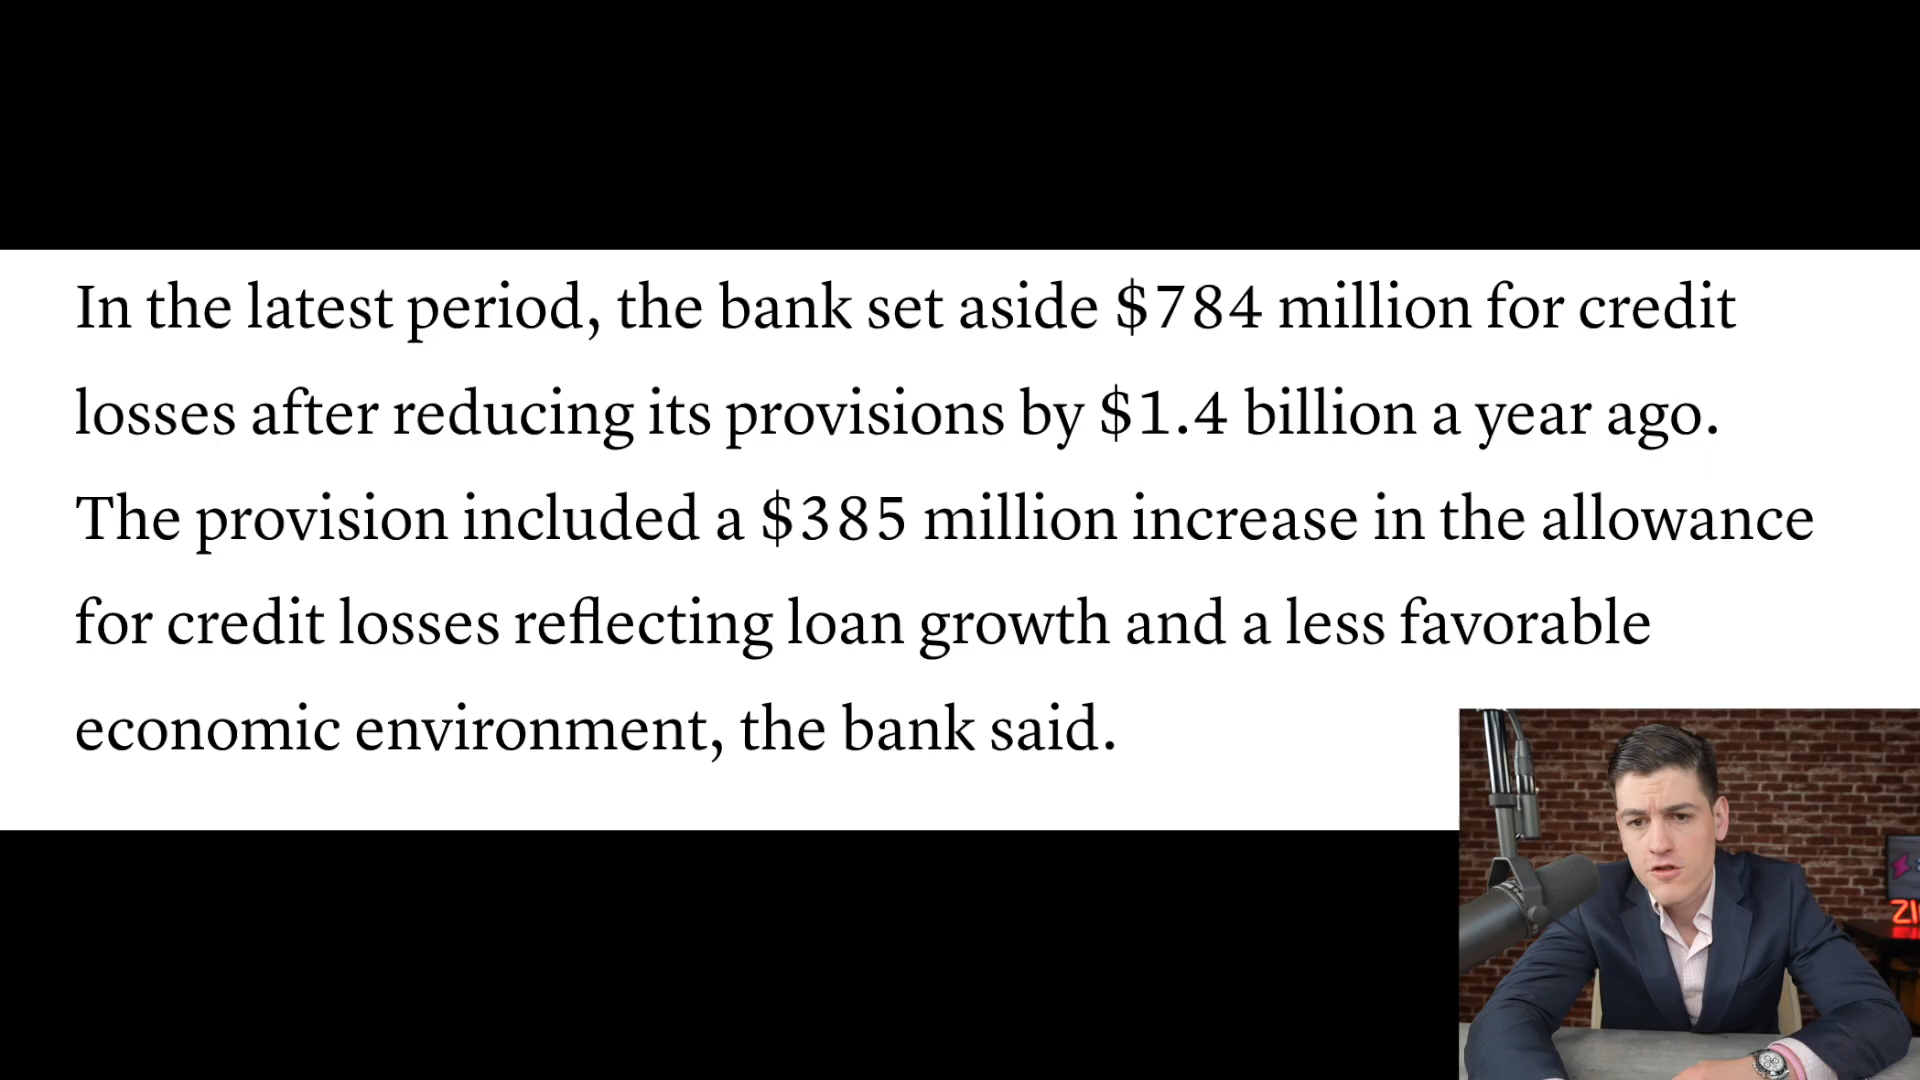 In the latest period, the bank set aside $784 million for credit
losses after reducing its provisions by $1.4 billion a year ago.
The provision included a $385 million increase in the allowance
for credit losses reflecting loan growth and a less favorable
economic environment, the bank said.